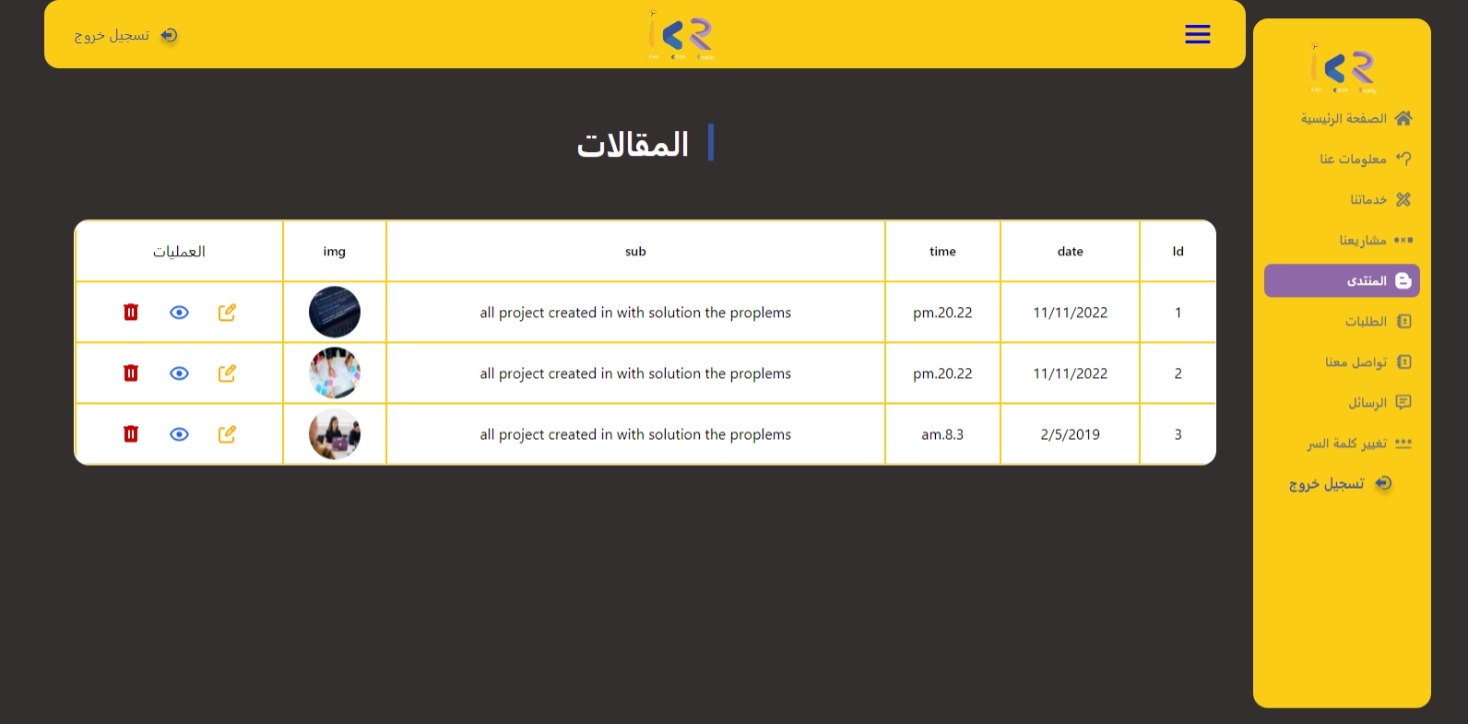 تسجيل خروج
المقالات
Id date time sub img العمليات
1 11/11/2022 pm.20.22 all project created in with solution the proplems
2 11/11/2022 pm.20.22 all project created in with solution the proplems
3 2/5/2019 am.8.3 all project created in with solution the proplems
الصفحة الرئيسية
معلومات عنا
خدماتنا
مشاريعنا
المنتدى
الطلبات
تواصل معنا
الرسائل
تغيير كلمة السر
تسجيل خروج